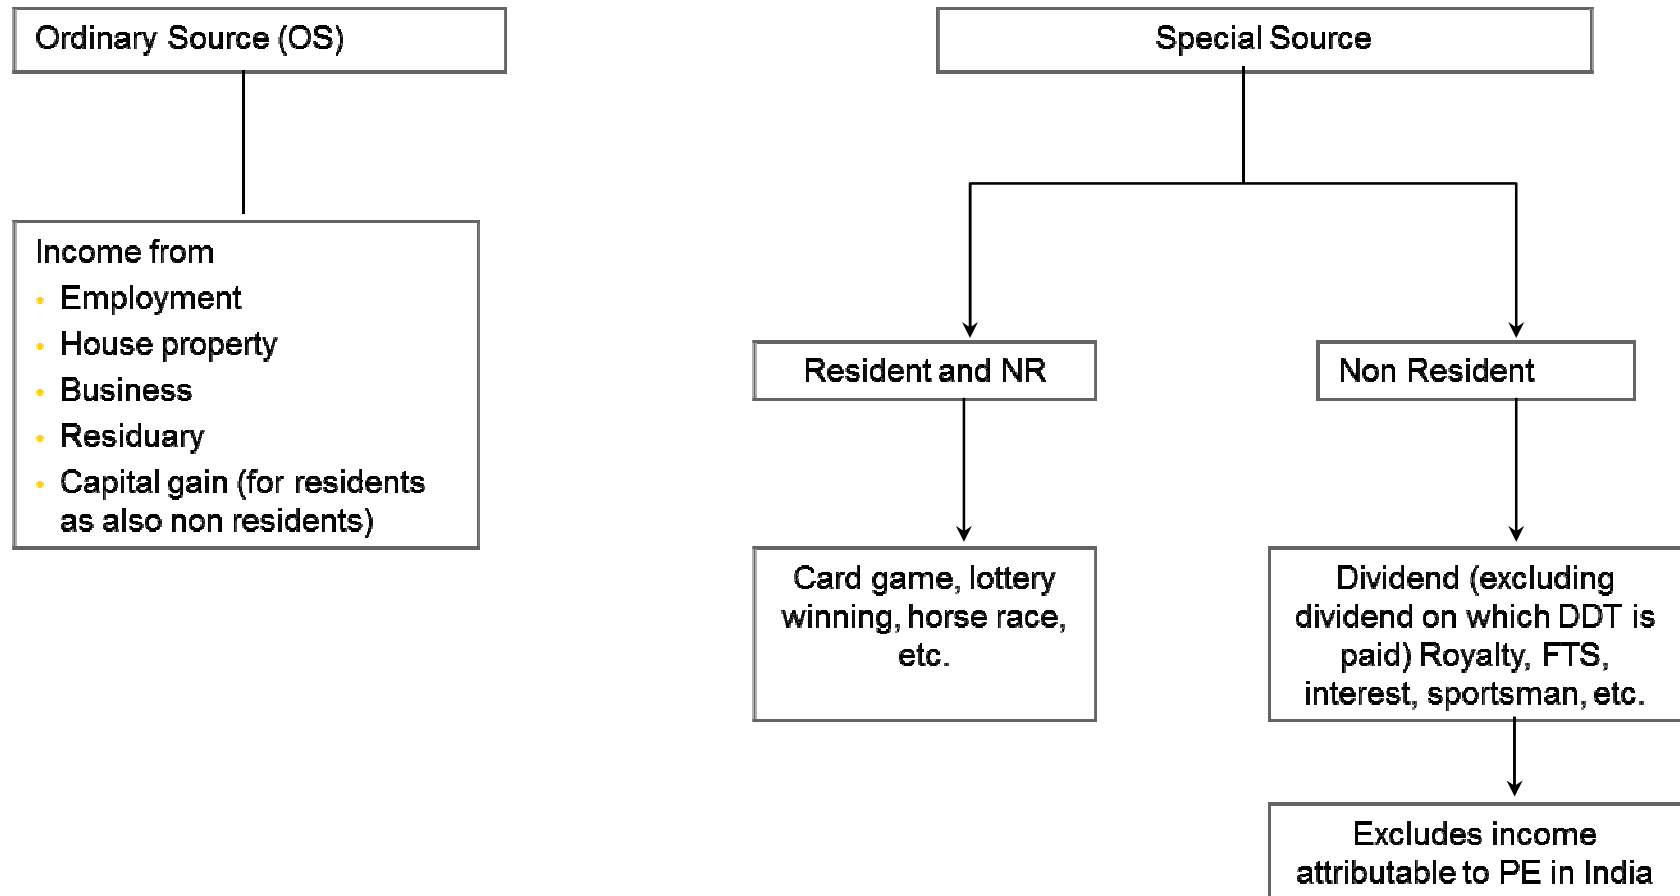 Ordinary Source (OS)
Special Source
Income from
• Employment
• House property
• Business
• Residuary
• Capital gain (for residents
as also non residents)
Resident and NR
Non Resident
Card game, lottery
winning, horse race,
etc.
Dividend (excluding
dividend on which DDT is
paid) Royalty, FTS,
interest, sportsman, etc.
Excludes income
attributable to PE in India